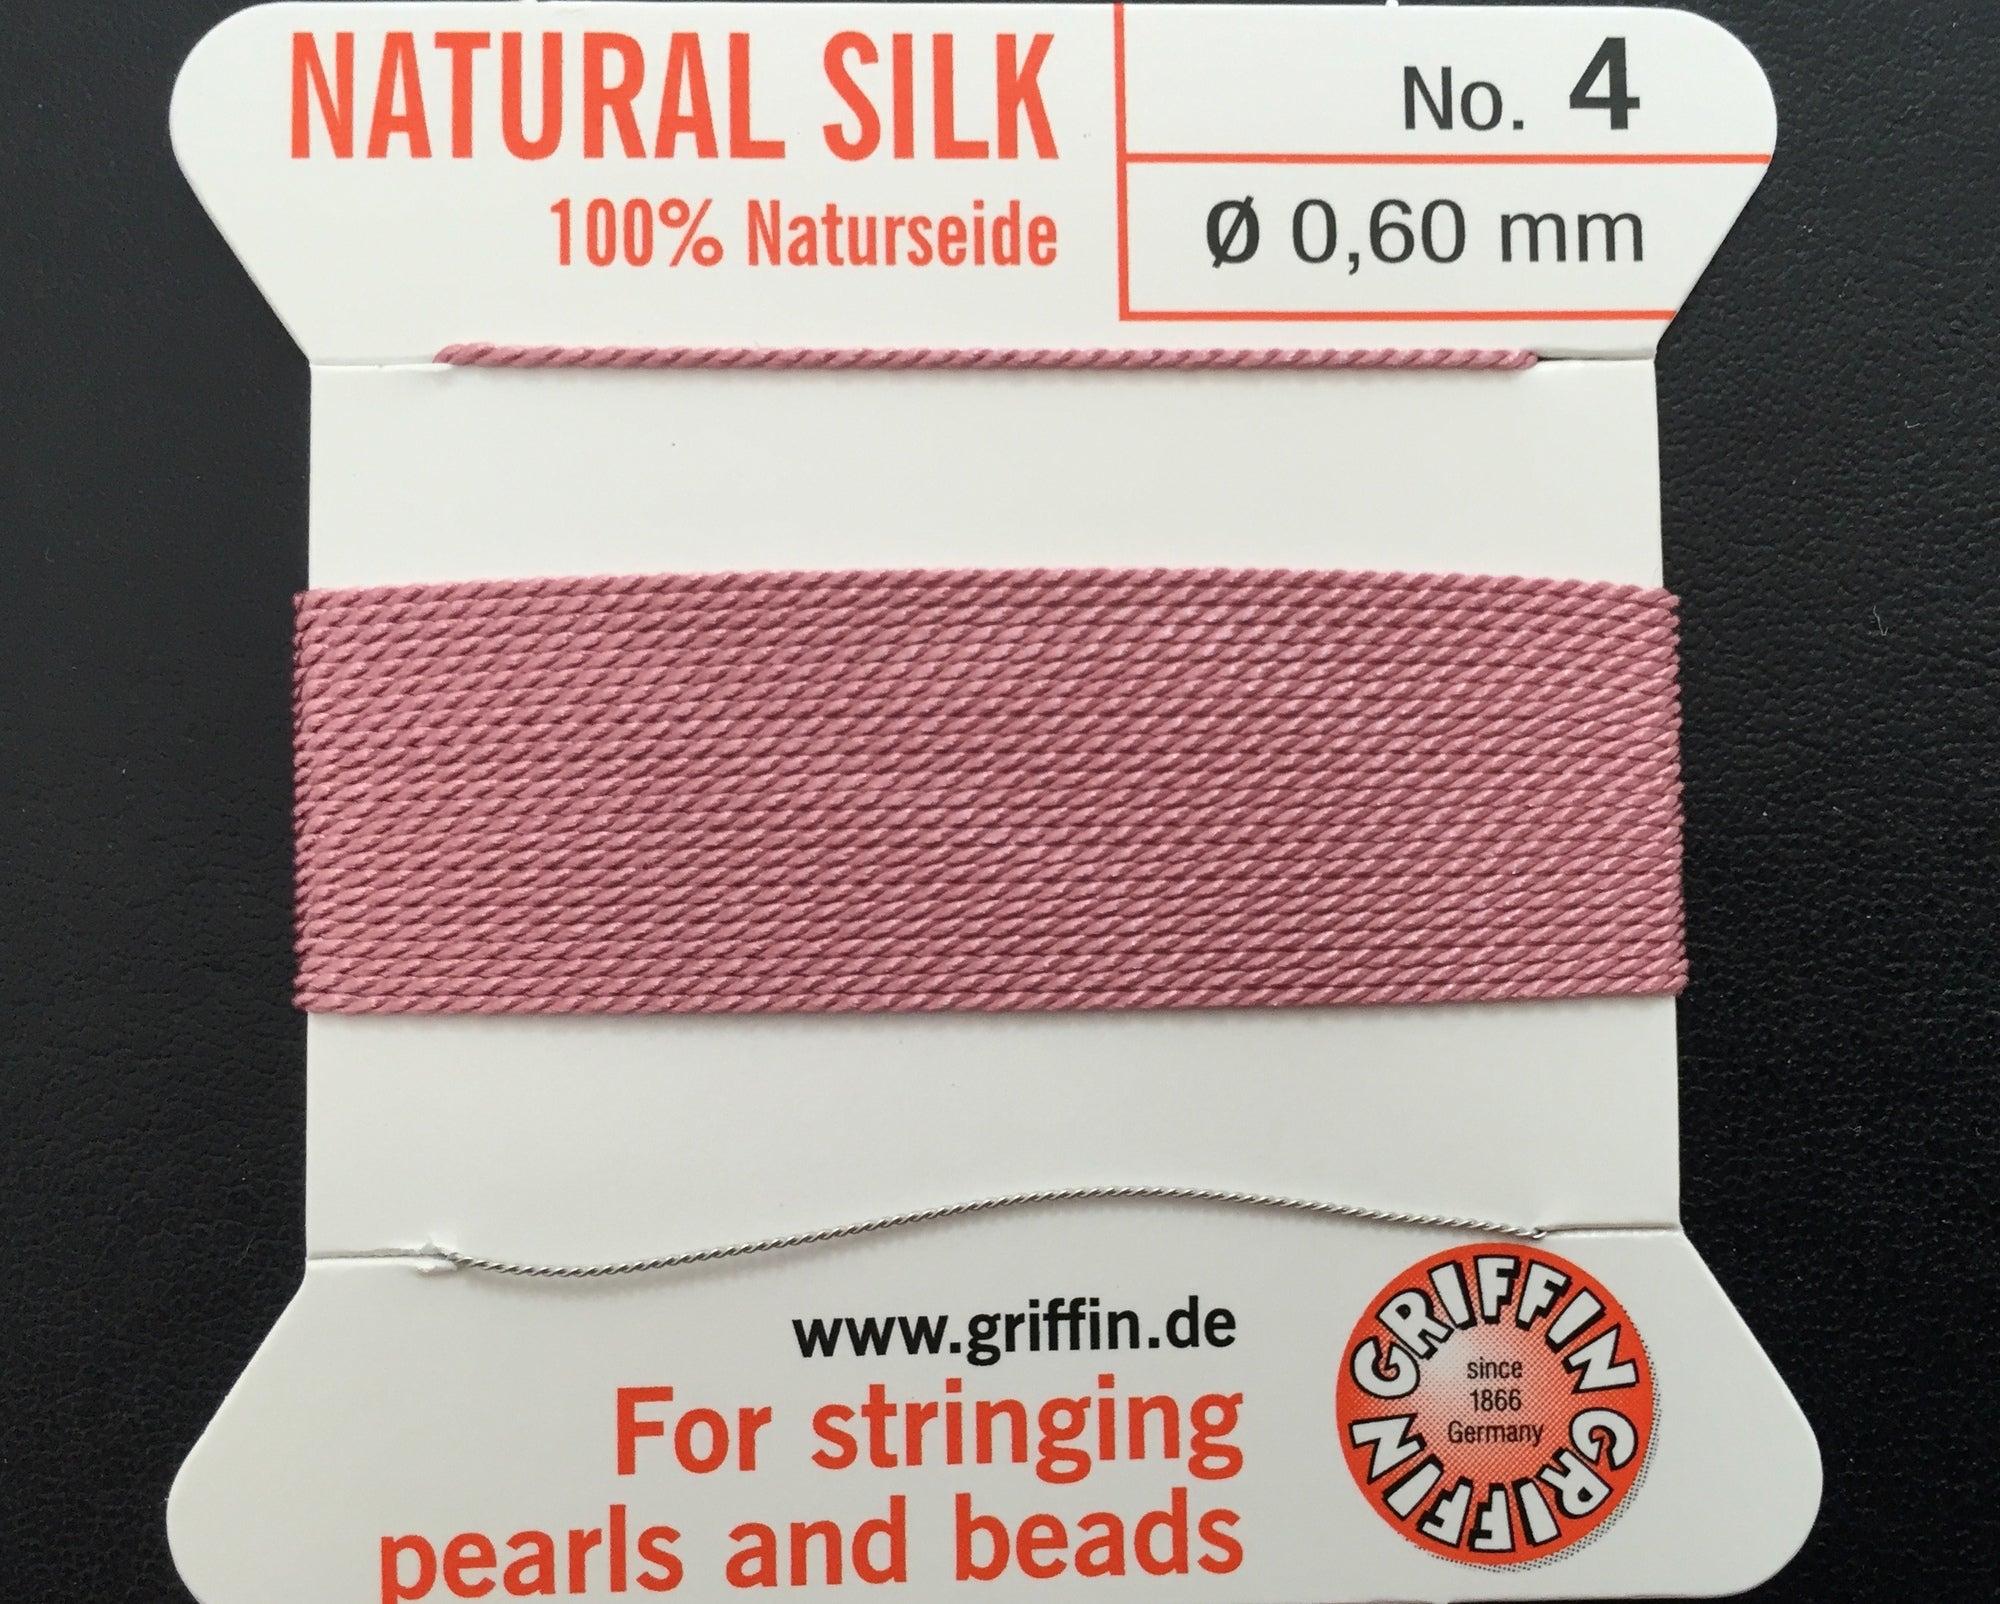 NATURAL SILK
100% Naturseide
No. 4
Ø 0,60 mm
www.griffin.de
For stringing
pearls and beads
GRIFFIN GRIFFIN GRIFFIN
since
1866
Germany